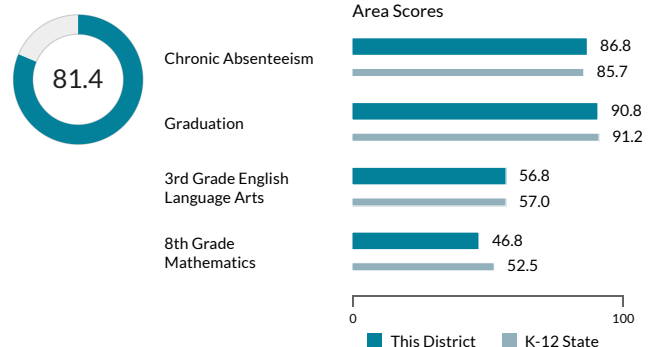 Area Scores
81.4
Chronic Absenteeism
86.8
85.7
Graduation
90.8
91.2
3rd Grade English
Language Arts
56.8
57.0
8th Grade
Mathematics
46.8
52.5
0
100
This District
K-12 State